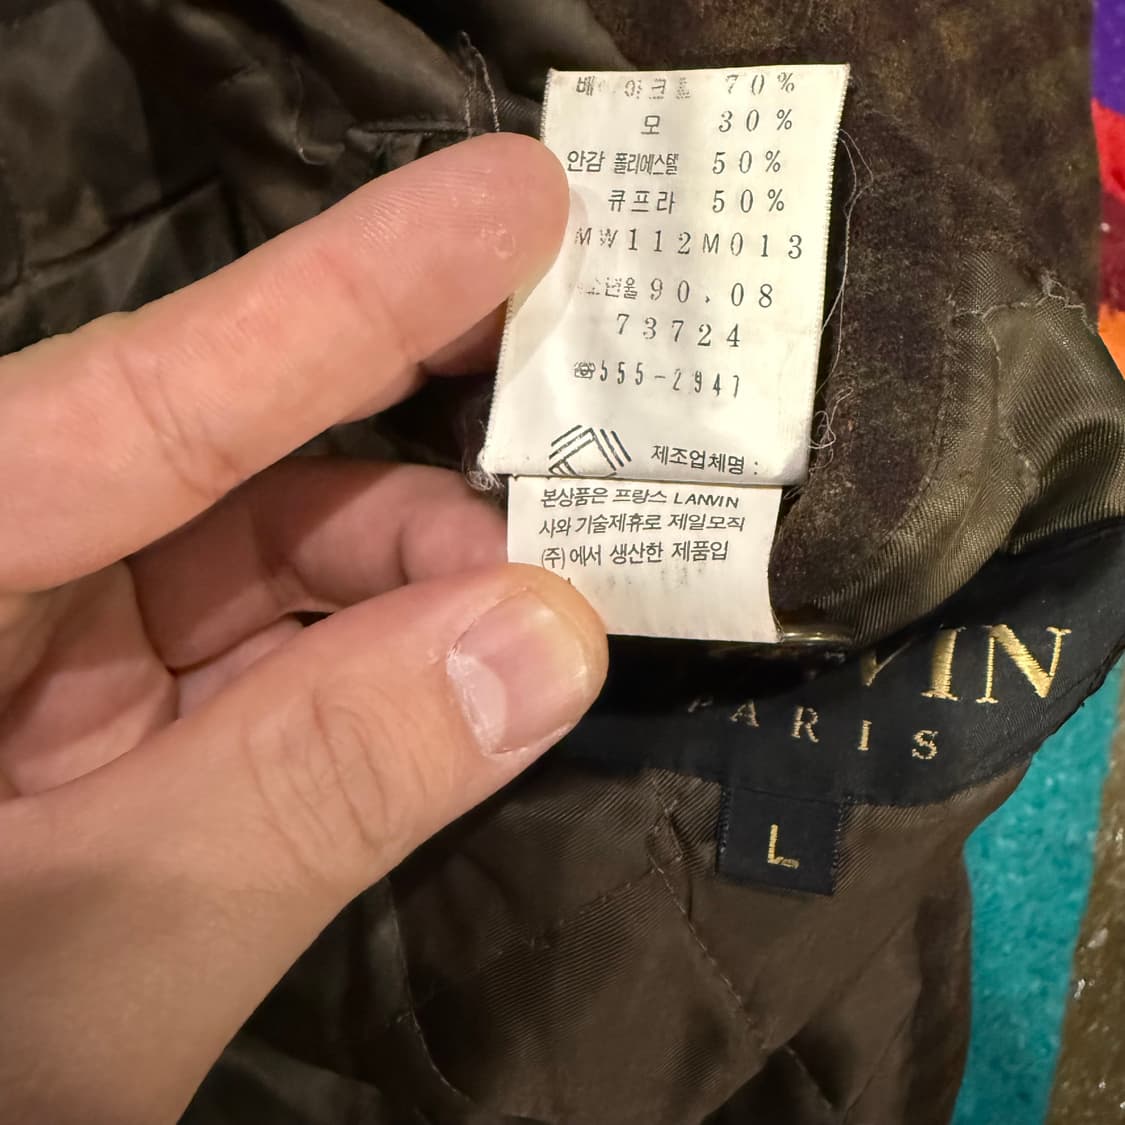 70%
모 30%
안감 폴리에스텔 50%
큐프라 50%
MW112M013
90.08
73724
☎555-2947
제조업체명 :
본상품은 프랑스 LANVIN
사와 기술제휴로 제일모직
(주)에서 생산한 제품입
PARIS
L